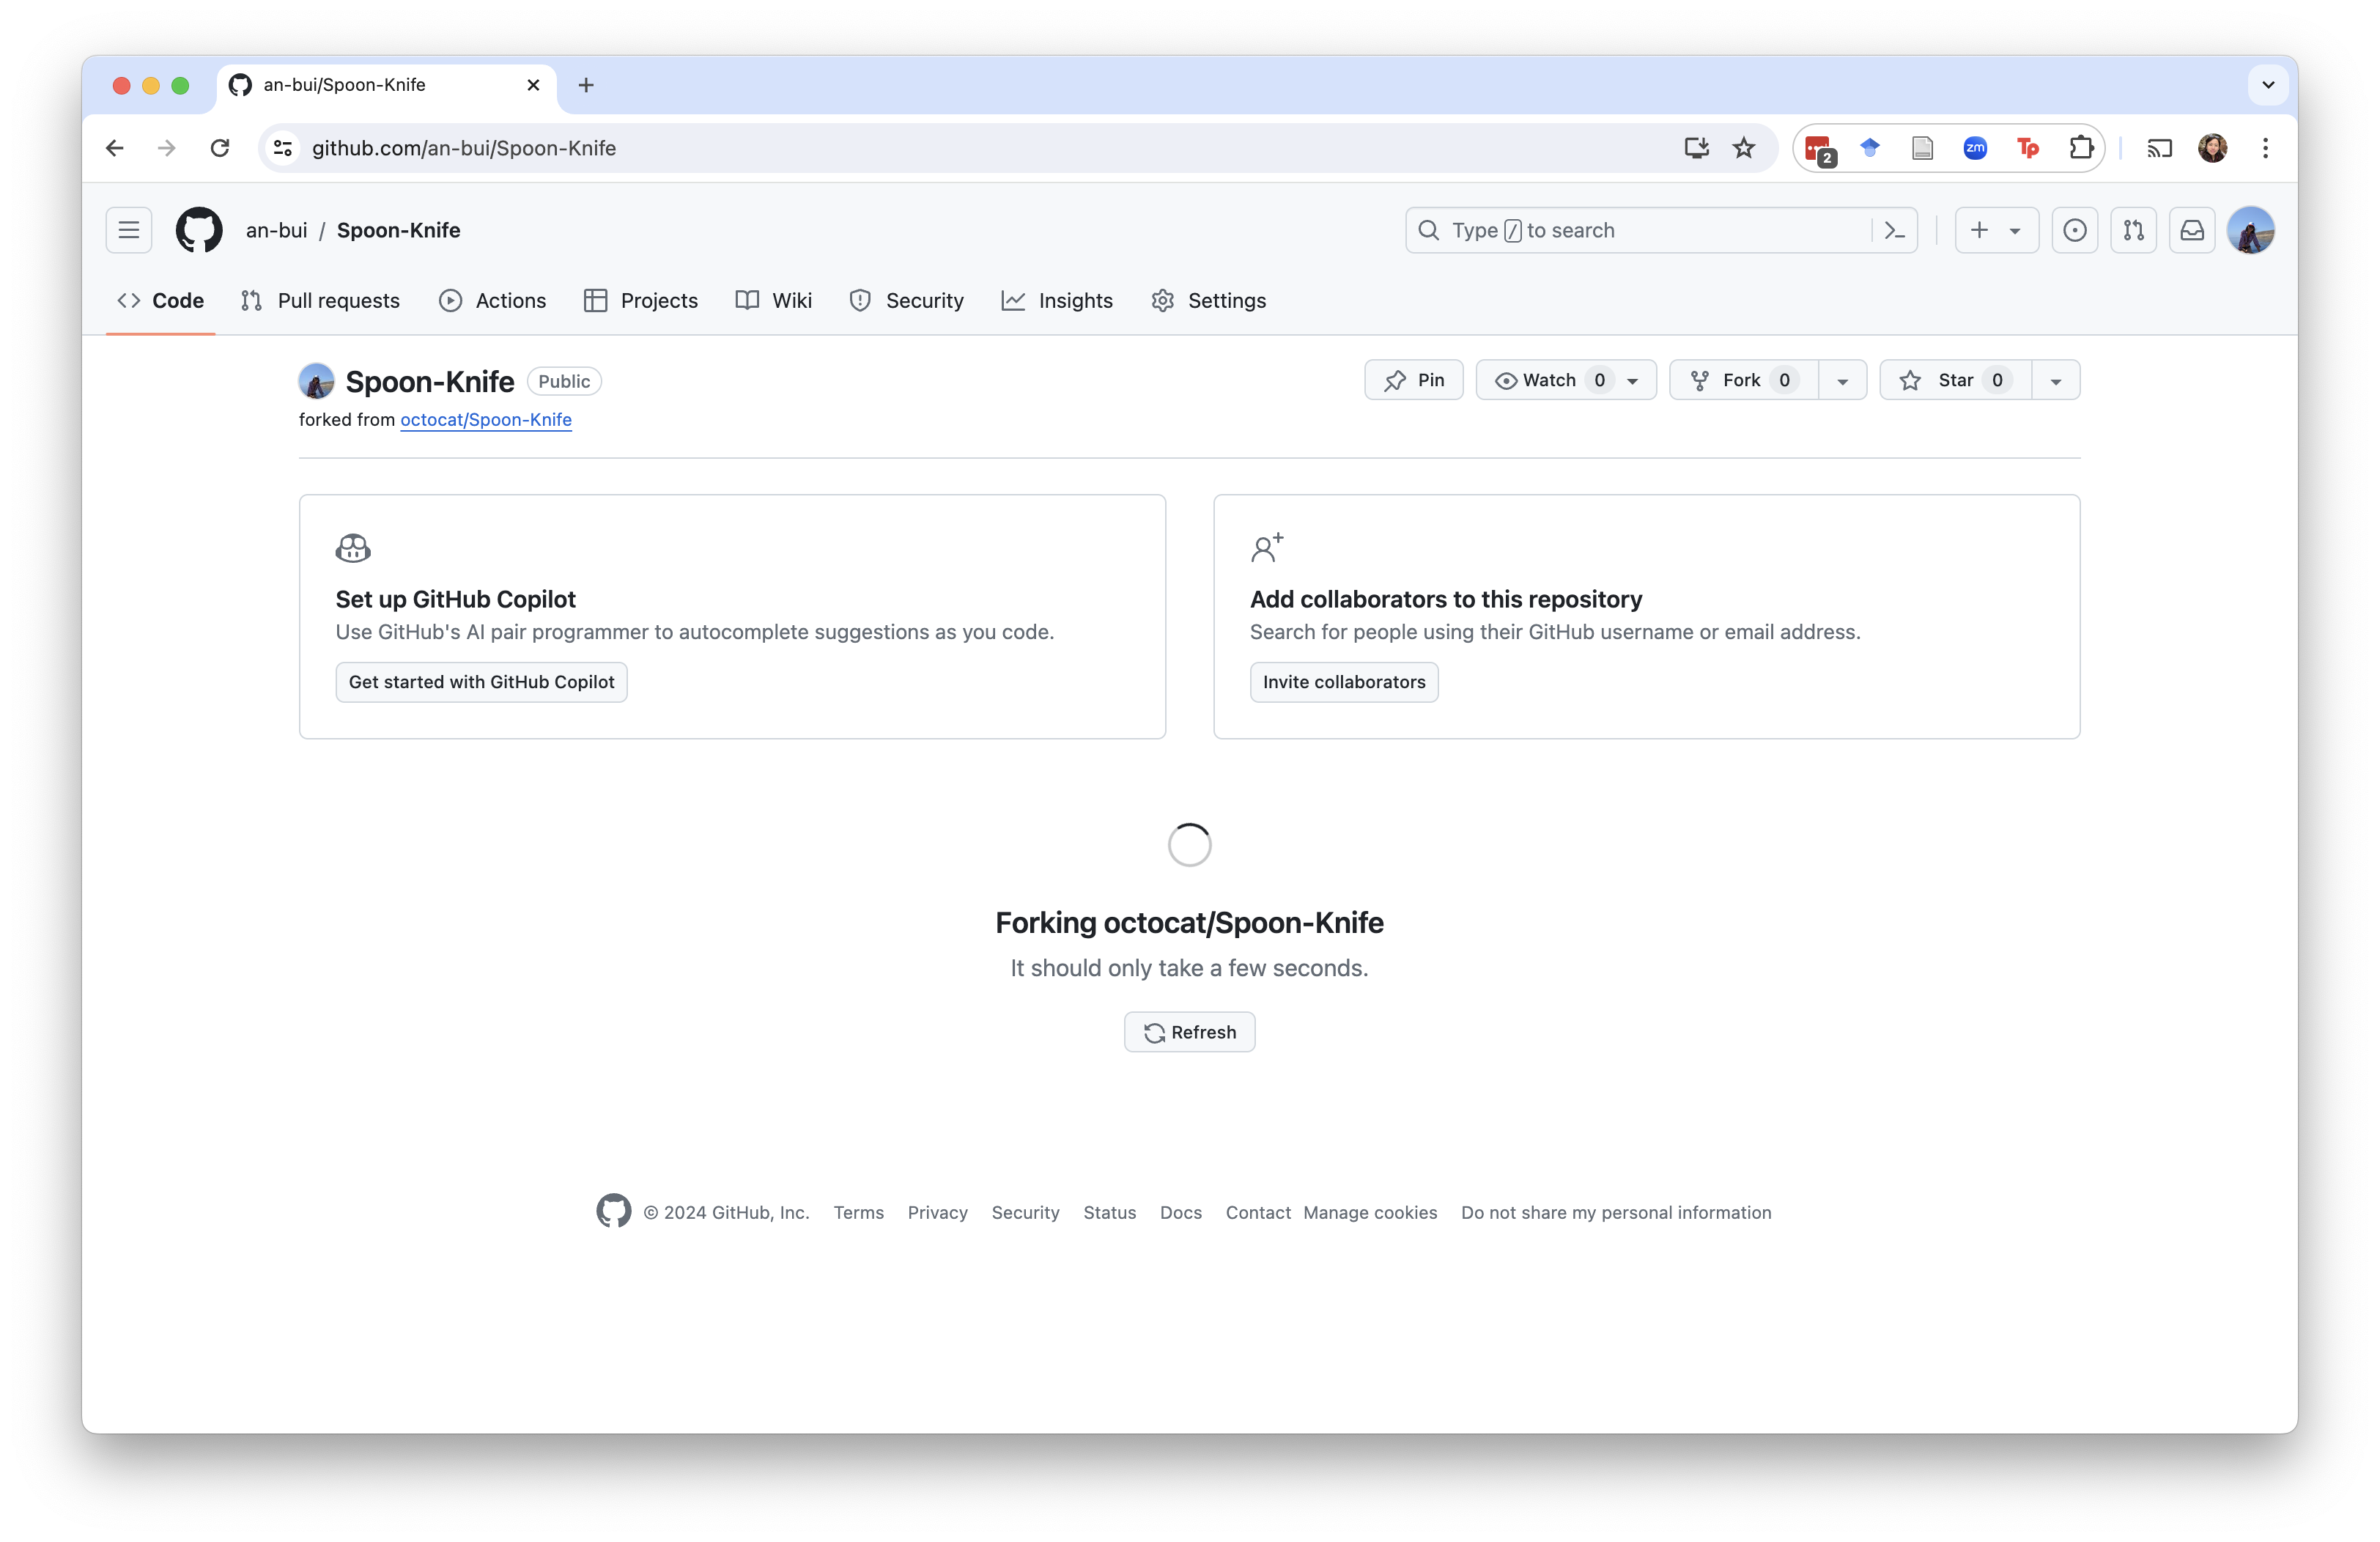 an-bui/Spoon-Knife
github.com/an-bui/Spoon-Knife
2
zm
Tp
an-bui / Spoon-Knife
Type / to search
Code
Pull requests
Actions
Projects
Wiki
Security
Insights
Settings
Spoon-Knife
Public
Pin
Watch 0
Fork 0
Star 0
forked from octocat/Spoon-Knife
Set up GitHub Copilot
Use GitHub's AI pair programmer to autocomplete suggestions as you code.
Get started with GitHub Copilot
Add collaborators to this repository
Search for people using their GitHub username or email address.
Invite collaborators
Forking octocat/Spoon-Knife
It should only take a few seconds.
Refresh
© 2024 GitHub, Inc. Terms Privacy Security Status Docs Contact Manage cookies Do not share my personal information